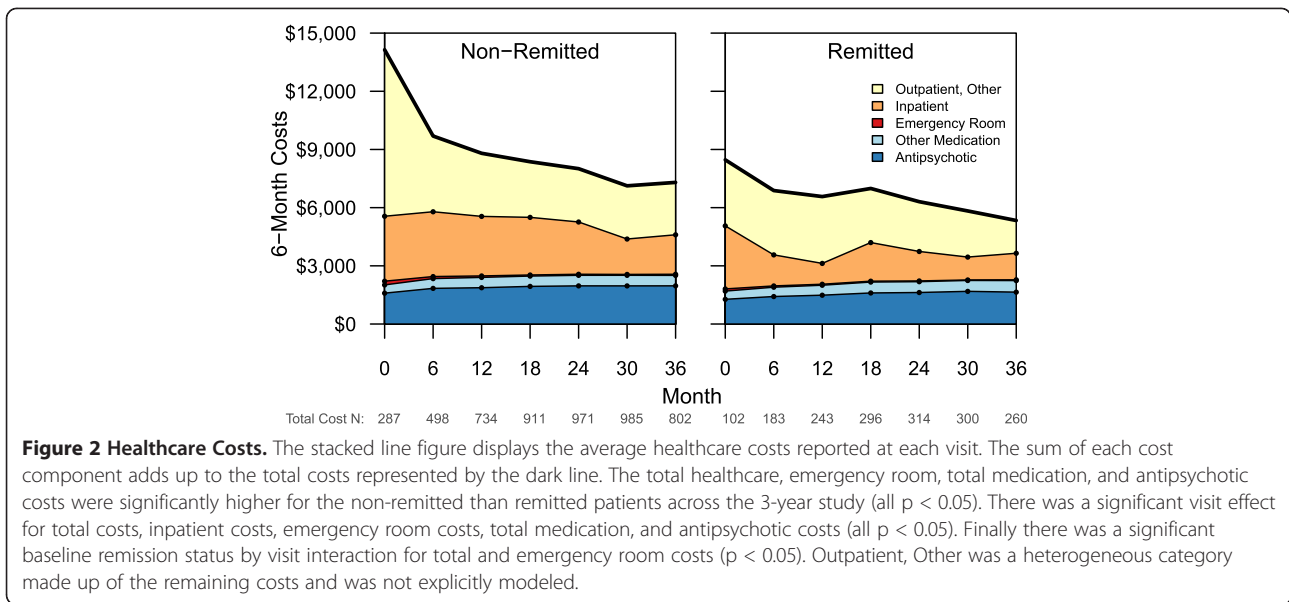 $15,000
$12,000
$9,000
$6,000
$3,000
$0
6−Month Costs
Non−Remitted
Remitted
Outpatient, Other
Inpatient
Emergency Room
Other Medication
Antipsychotic
0 6 12 18 24 30 36 0 6 12 18 24 30 36
Month
Total Cost N: 287 498 734 911 971 985 802 102 183 243 296 314 300 260
Figure 2 Healthcare Costs. The stacked line figure displays the average healthcare costs reported at each visit. The sum of each cost
component adds up to the total costs represented by the dark line. The total healthcare, emergency room, total medication, and antipsychotic
costs were significantly higher for the non-remitted than remitted patients across the 3-year study (all p < 0.05). There was a significant visit effect
for total costs, inpatient costs, emergency room costs, total medication, and antipsychotic costs (all p < 0.05). Finally there was a significant
baseline remission status by visit interaction for total and emergency room costs (p < 0.05). Outpatient, Other was a heterogeneous category
made up of the remaining costs and was not explicitly modeled.